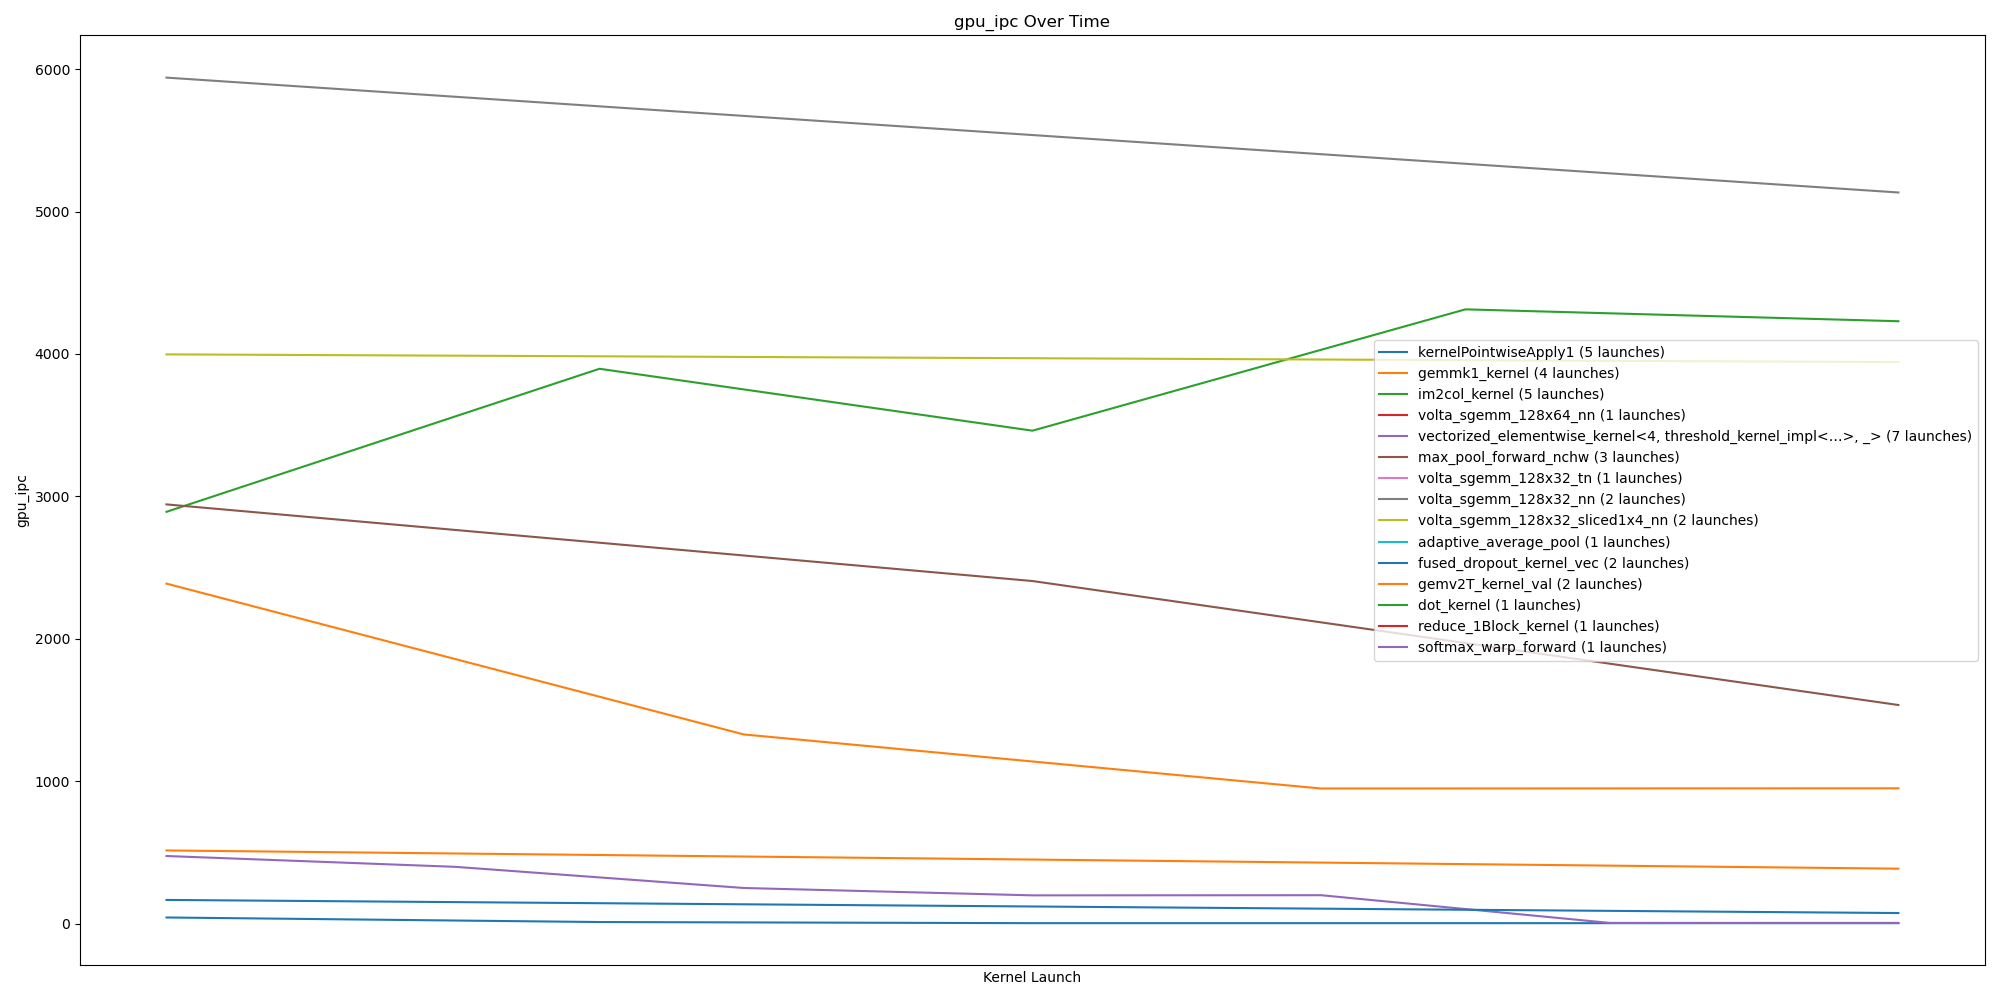 gpu_ipc Over Time
6000
5000
4000
3000
2000
1000
0
gpu_ipc
Kernel Launch
kernelPointwiseApply1 (5 launches)
gemmk1_kernel (4 launches)
im2col_kernel (5 launches)
volta_sgemm_128x64_nn (1 launches)
vectorized_elementwise_kernel<4, threshold_kernel_impl<...>, _> (7 launches)
max_pool_forward_nchw (3 launches)
volta_sgemm_128x32_tn (1 launches)
volta_sgemm_128x32_nn (2 launches)
volta_sgemm_128x32_sliced1x4_nn (2 launches)
adaptive_average_pool (1 launches)
fused_dropout_kernel_vec (2 launches)
gemv2T_kernel_val (2 launches)
dot_kernel (1 launches)
reduce_1Block_kernel (1 launches)
softmax_warp_forward (1 launches)